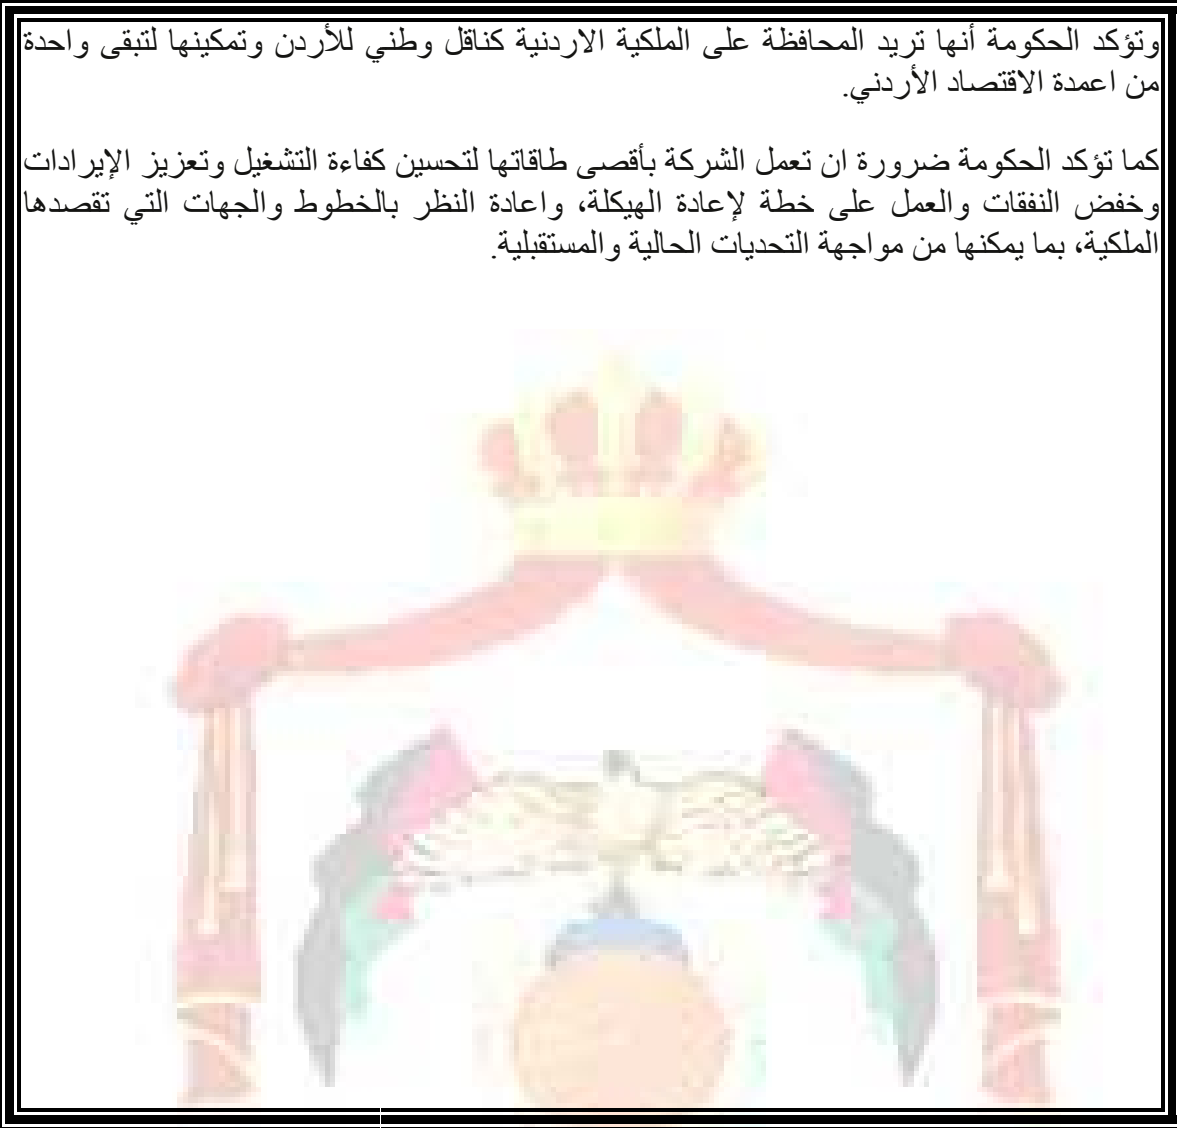 وتؤكد الحكومة أنها تريد المحافظة على الملكية الاردنية كناقل وطني للأردن وتمكينها لتبقى واحدة
من اعمدة الاقتصاد الأردني.
كما تؤكد الحكومة ضرورة ان تعمل الشركة بأقصى طاقاتها لتحسين كفاءة التشغيل وتعزيز الإيرادات
وخفض النفقات والعمل على خطة لإعادة الهيكلة، واعادة النظر بالخطوط والجهات التي تقصدها
الملكية، بما يمكنها من مواجهة التحديات الحالية والمستقبلية.